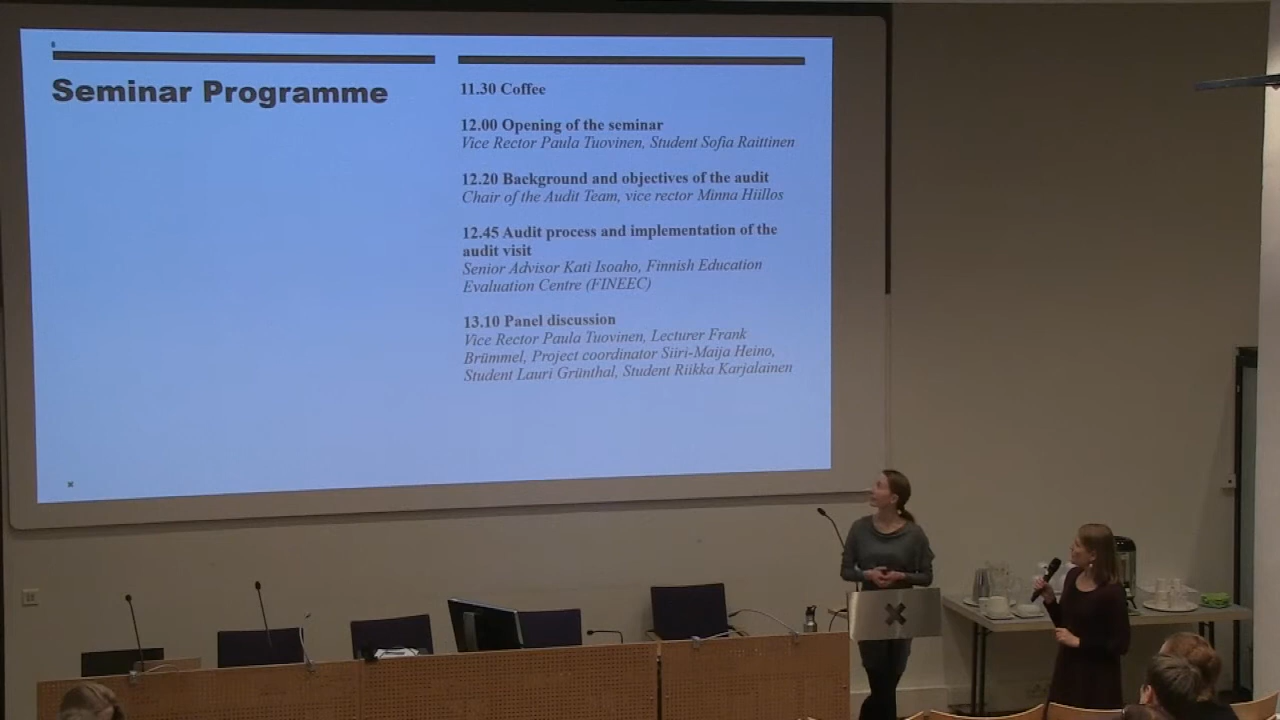 Seminar Programme
11.30 Coffee
12.00 Opening of the seminar
Vice Rector Paula Tuovinen, Student Sofia Raittinen
12.20 Background and objectives of the audit
Chair of the Audit Team, vice rector Minna Hiillos
12.45 Audit process and implementation of the
audit visit
Senior Advisor Kati Isoaho, Finnish Education
Evaluation Centre (FINEEC)
13.10 Panel discussion
Vice Rector Paula Tuovinen, Lecturer Frank
Brümmel, Project coordinator Siiri-Maija Heino,
Student Lauri Grünthal, Student Riikka Karjalainen